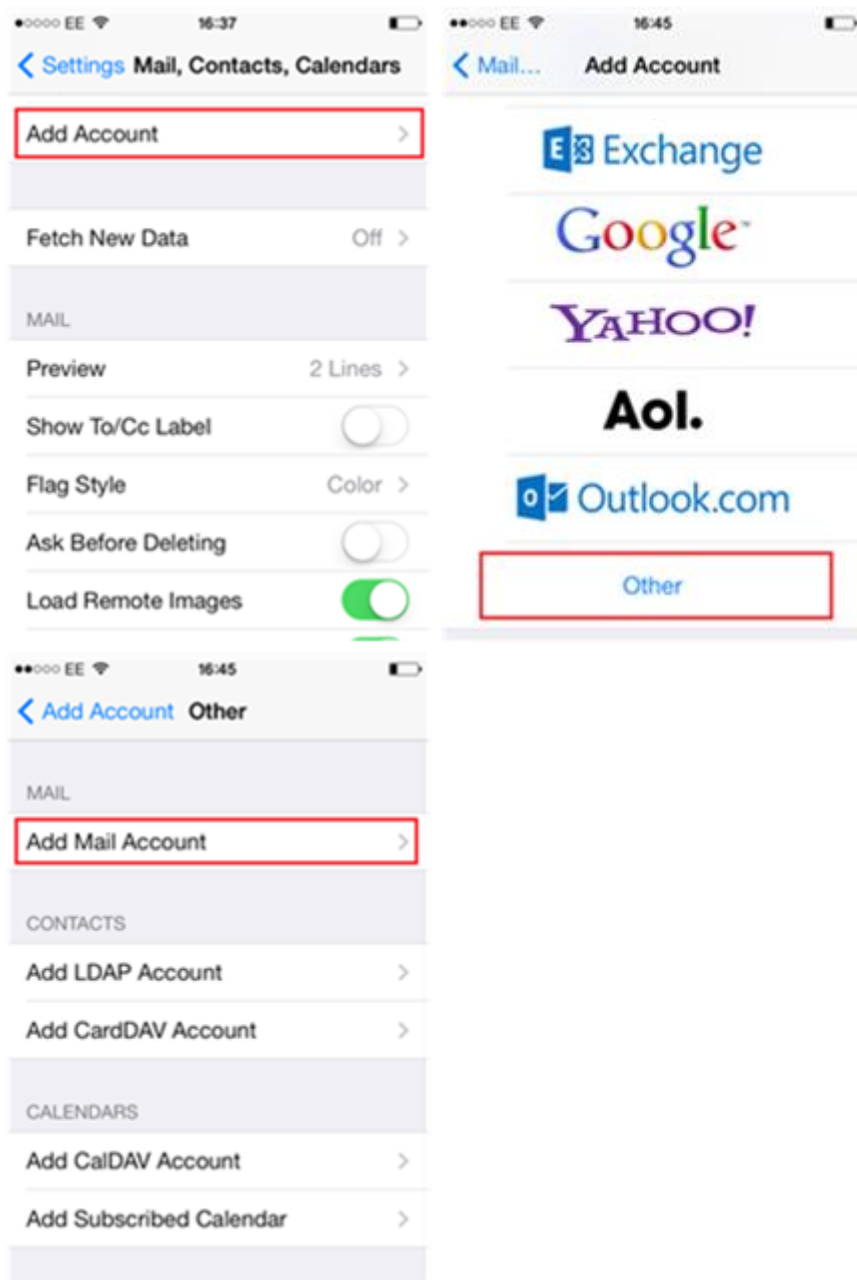 EE 16:37
Settings Mail, Contacts, Calendars
Add Account
Fetch New Data Off
MAIL
Preview 2 Lines
Show To/Cc Label
Flag Style Color
Ask Before Deleting
Load Remote Images
EE 16:45
Mail... Add Account
E Exchange
Google™
YAHOO!
Aol.
o Outlook.com
Other
EE 16:45
Add Account Other
MAIL
Add Mail Account
CONTACTS
Add LDAP Account
Add CardDAV Account
CALENDARS
Add CalDAV Account
Add Subscribed Calendar